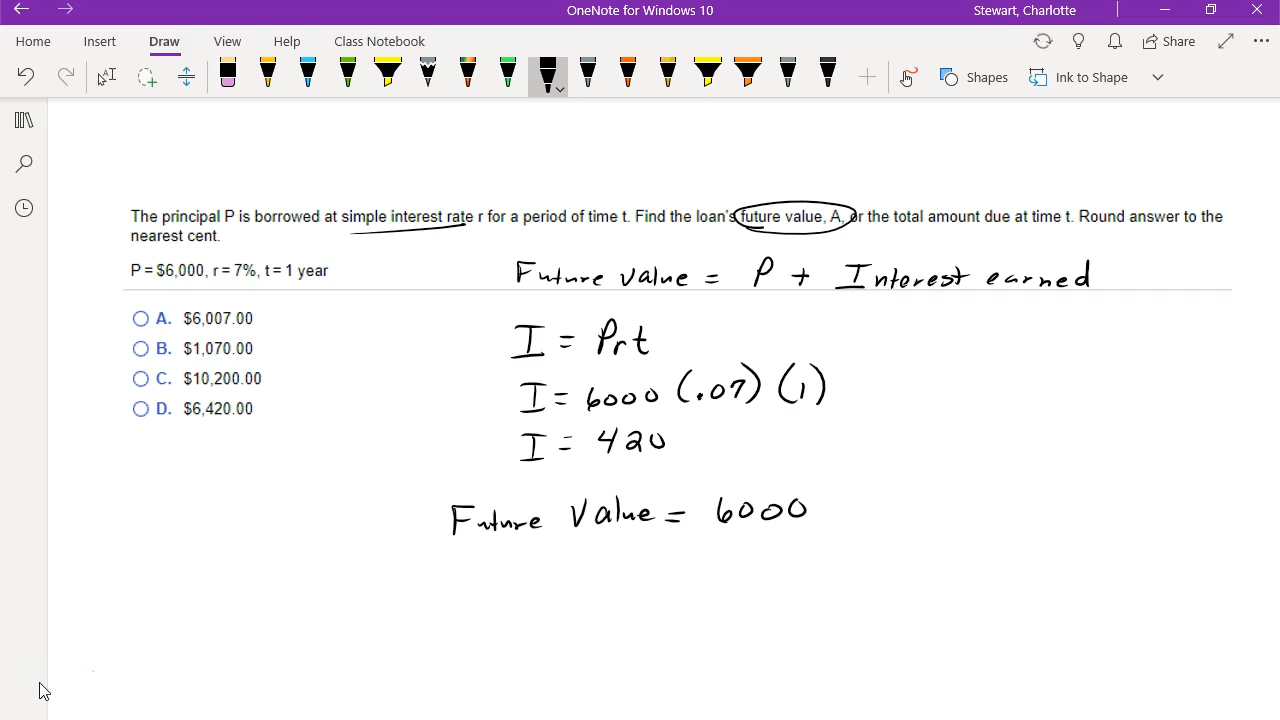 OneNote for Windows 10
Stewart, Charlotte
Home Insert Draw View Help Class Notebook Share
Shapes Ink to Shape
The principal P is borrowed at simple interest rate r for a period of time t. Find the loan's future value, A, or the total amount due at time t. Round answer to the
nearest cent.
P = $6,000, r = 7%, t = 1 year
Future value = P + Interest earned
A. $6,007.00
B. $1,070.00
C. $10,200.00
D. $6,420.00
I = Prt
I = 6000 (.07) (1)
I = 420
Future Value = 6000